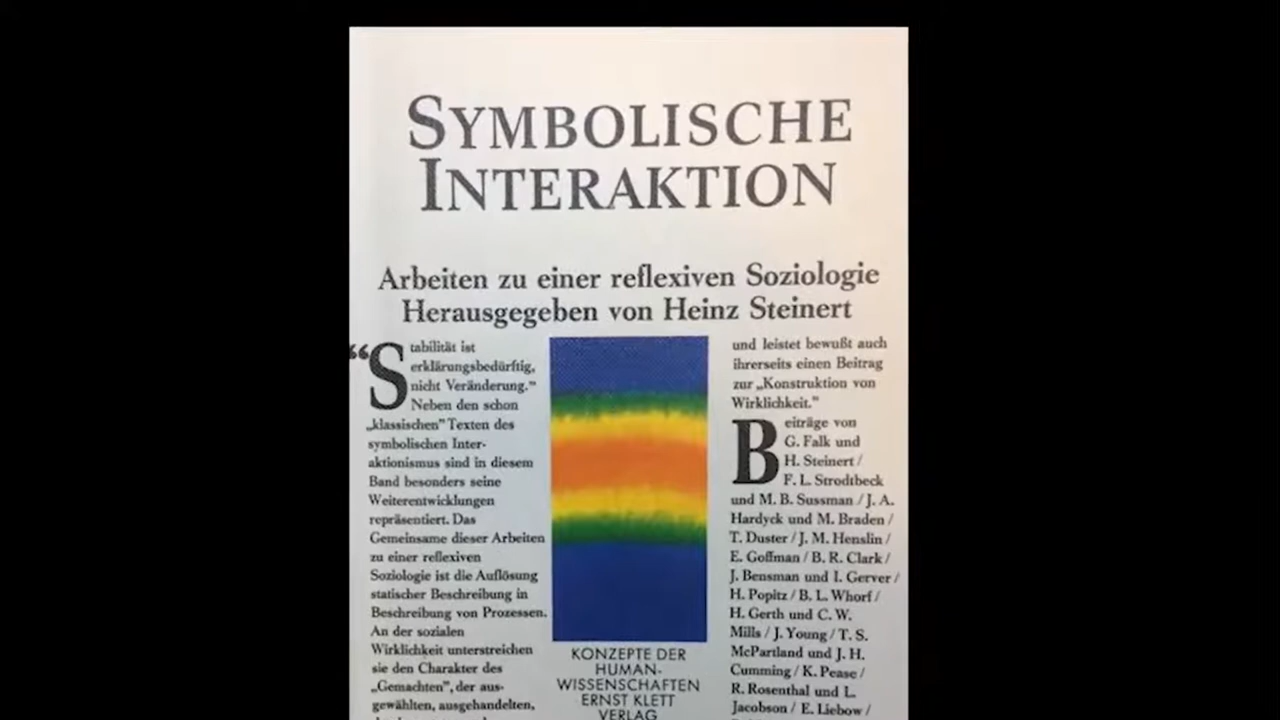 SYMBOLISCHE
INTERAKTION
Arbeiten zu einer reflexiven Soziologie
Herausgegeben von Heinz Steinert
“Stabilität ist
erklärungsbedürftig,
nicht Veränderung.”
Neben den schon
„klassischen” Texten des
symbolischen Inter-
aktionismus sind in diesem
Band besonders seine
Weiterentwicklungen
repräsentiert. Das
Gemeinsame dieser Arbeiten
zu einer reflexiven
Soziologie ist die Auflösung
statischer Beschreibung in
Beschreibung von Prozessen.
An der sozialen
Wirklichkeit unterstreichen
sie den Charakter des
„Gemachten”, der aus-
gewählten, ausgehandelten,
KONZEPTE DER
HUMAN-
WISSENSCHAFTEN
ERNST KLETT
VERLAG
und leistet bewußt auch
ihrerseits einen Beitrag
zur „Konstruktion von
Wirklichkeit.”
Beiträge von
G. Falk und
H. Steinert /
F. L. Strodtbeck
und M. B. Sussman / J. A.
Hardyck und M. Braden /
T. Duster / J. M. Henslin /
E. Goffman / B. R. Clark /
J. Bensman und I. Gerver /
H. Popitz / B. L. Whorf /
H. Gerth und C. W.
Mills / J. Young / T. S.
McPartland und J. H.
Cumming / K. Pease /
R. Rosenthal und L.
Jacobson / E. Liebow /